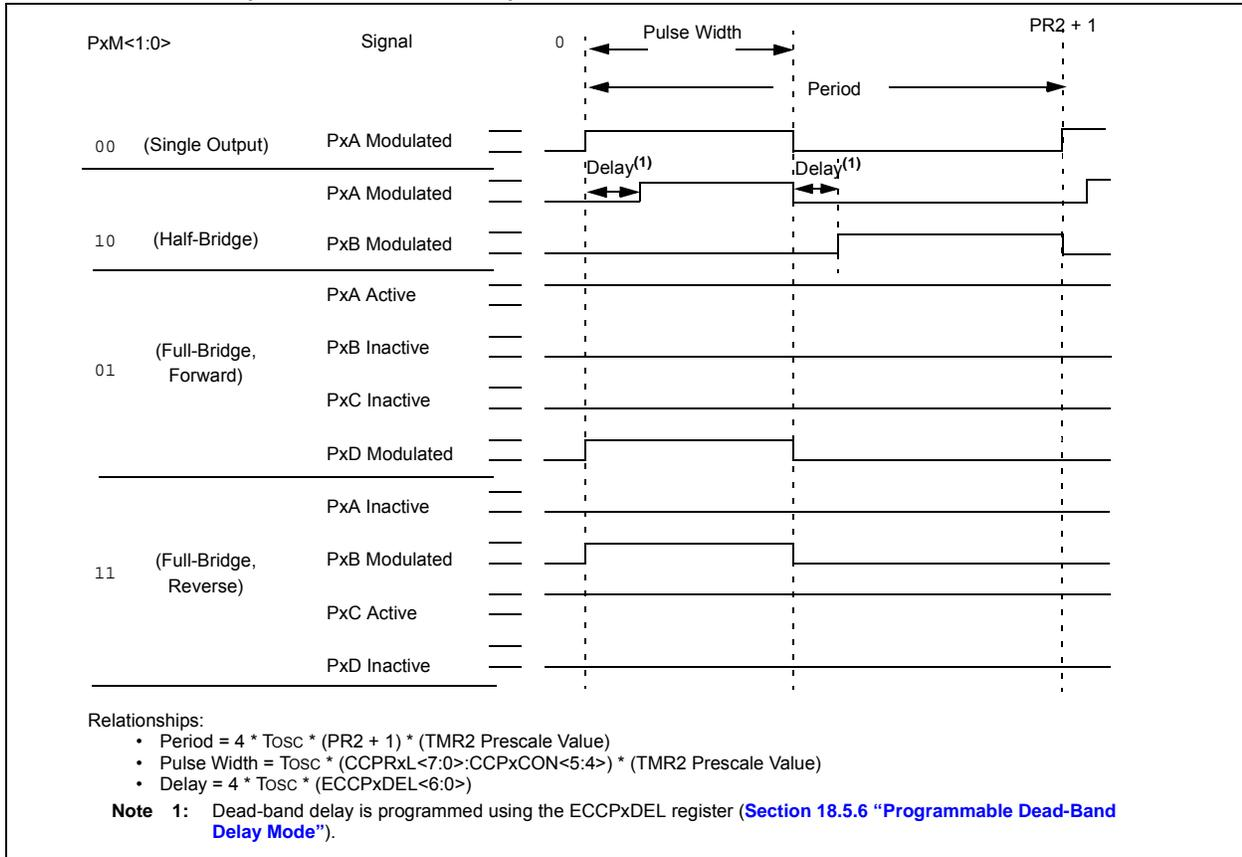 PxM<1:0> Signal 0 Pulse Width PR2 + 1
Period
00 (Single Output) PxA Modulated
Delay(1) Delay(1)
PxA Modulated
10 (Half-Bridge) PxB Modulated
PxA Active
01 (Full-Bridge,
Forward)
PxB Inactive
PxC Inactive
PxD Modulated
PxA Inactive
11 (Full-Bridge,
Reverse)
PxB Modulated
PxC Active
PxD Inactive
Relationships:
• Period = 4 * TOSC * (PR2 + 1) * (TMR2 Prescale Value)
• Pulse Width = TOSC * (CCPRxL<7:0>:CCPxCON<5:4>) * (TMR2 Prescale Value)
• Delay = 4 * TOSC * (ECCPxDEL<6:0>)
Note 1: Dead-band delay is programmed using the ECCPxDEL register (Section 18.5.6 “Programmable Dead-Band
Delay Mode”).